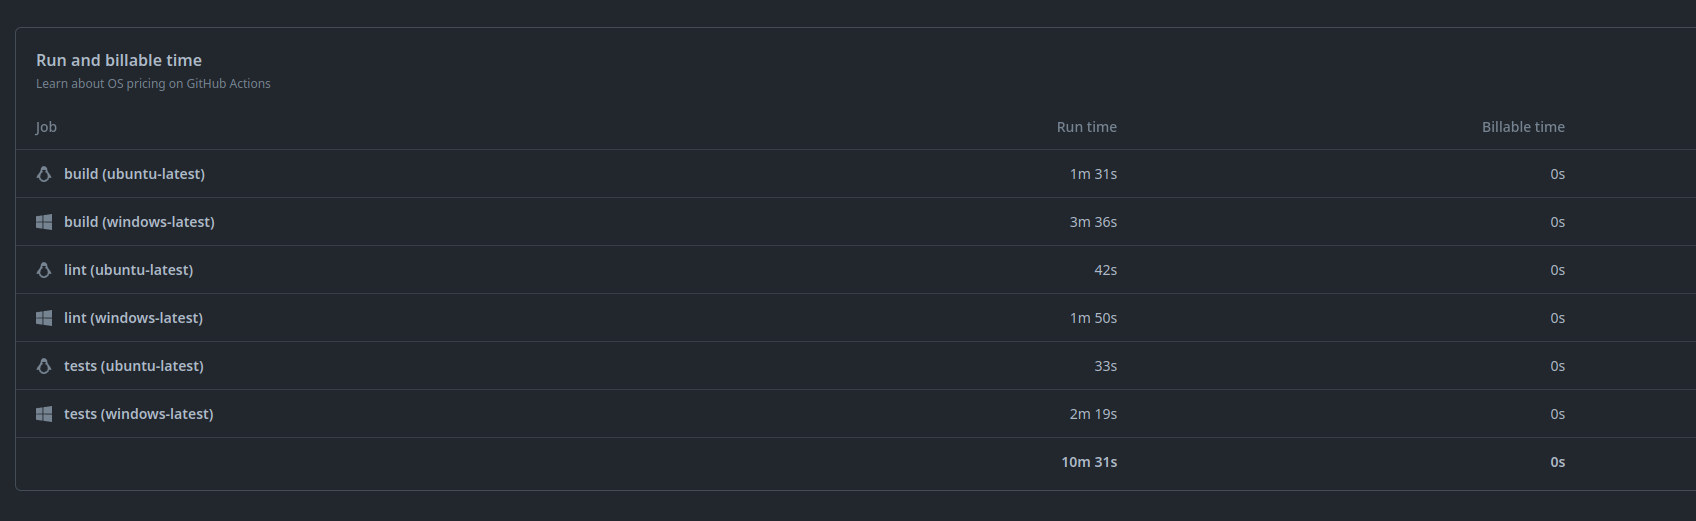 Run and billable time
Learn about OS pricing on GitHub Actions
Job Run time Billable time
build (ubuntu-latest) 1m 31s 0s
build (windows-latest) 3m 36s 0s
lint (ubuntu-latest) 42s 0s
lint (windows-latest) 1m 50s 0s
tests (ubuntu-latest) 33s 0s
tests (windows-latest) 2m 19s 0s
10m 31s 0s